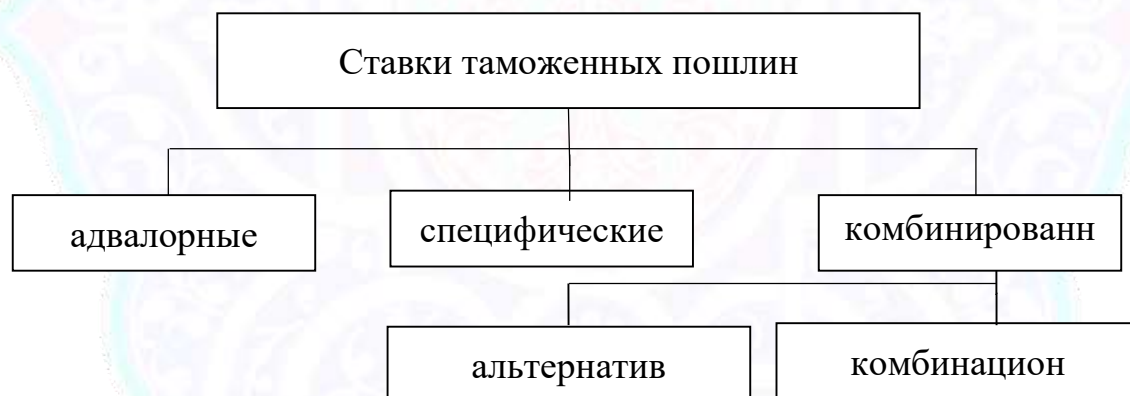 Ставки таможенных пошлин
адвалорные
специфические
комбинированн
альтернатив
комбинацион